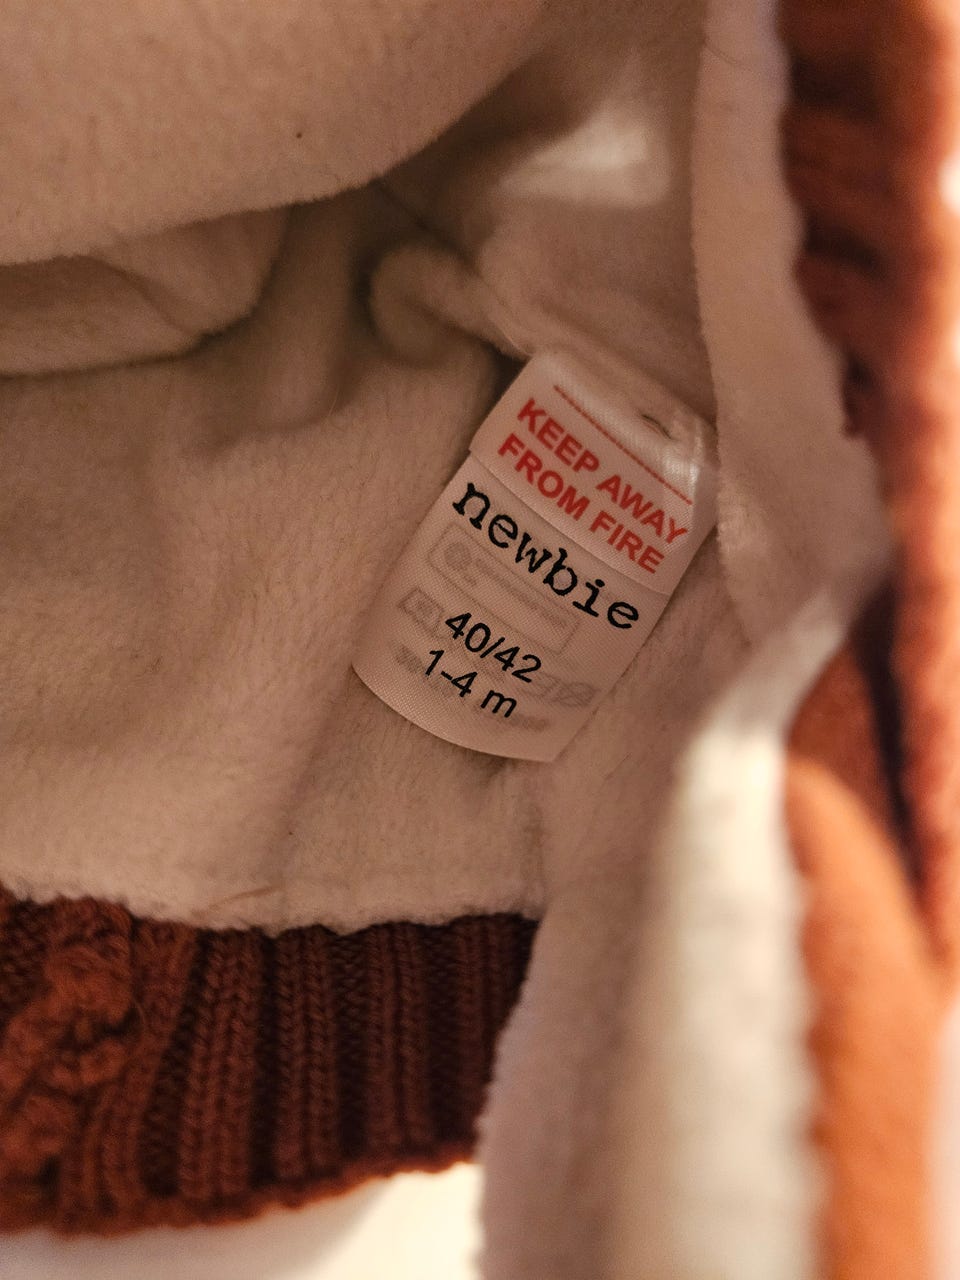 KEEP AWAY
FROM FIRE
newbie
40/42
1-4 m